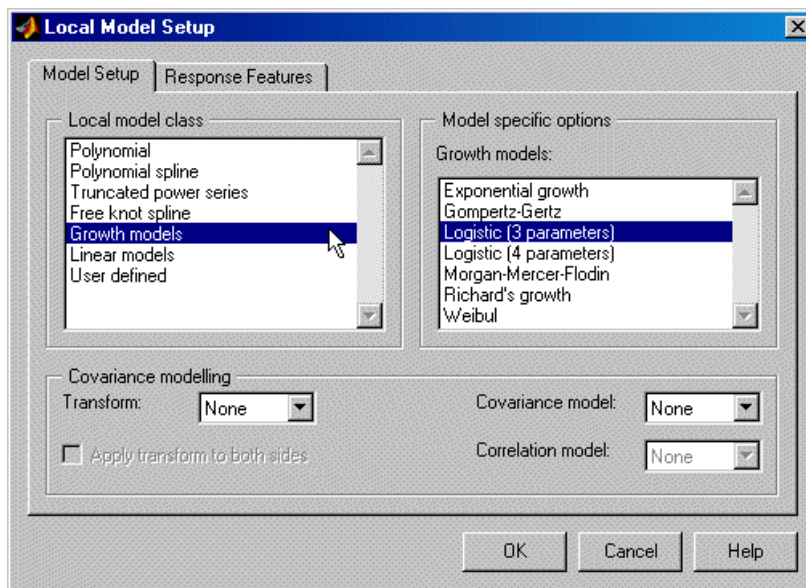 Local Model Setup
Model Setup
Response Features
Local model class
Polynomial
Polynomial spline
Truncated power series
Free knot spline
Growth models
Linear models
User defined
Model specific options
Growth models:
Exponential growth
Gompertz-Gertz
Logistic (3 parameters)
Logistic (4 parameters)
Morgan-Mercer-Flodin
Richard's growth
Weibul
Covariance modelling
Transform: None
Covariance model: None
Apply transform to both sides
Correlation model: None
OK
Cancel
Help